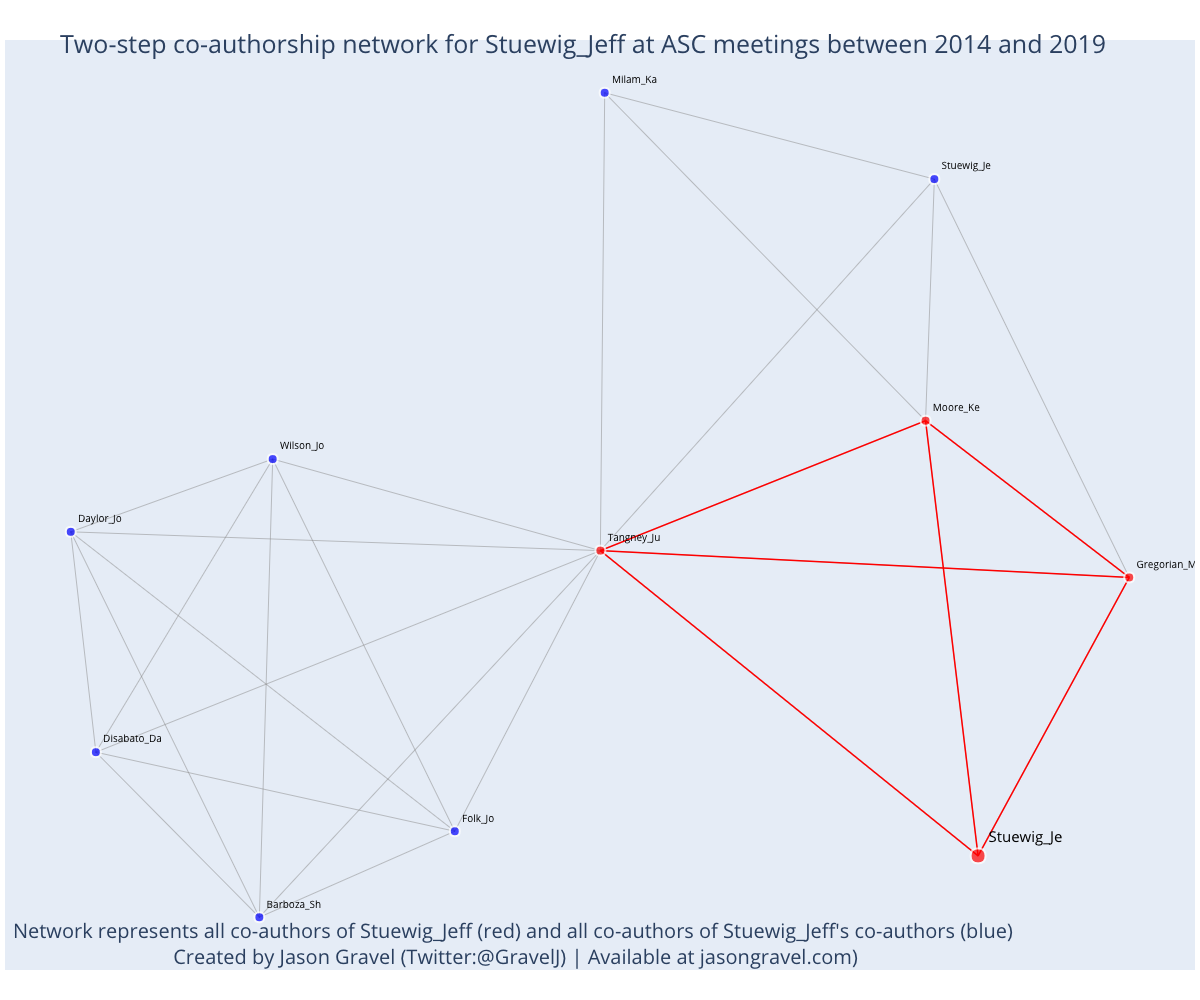 Two-step co-authorship network for Stuewig_Jeff at ASC meetings between 2014 and 2019
Milam_Ka
Stuewig_Je
Moore_Ke
Wilson_Jo
Daylor_Jo
Tangney_Ju
Gregorian_M
Disabato_Da
Folk_Jo
Stuewig_Je
Barboza_Sh
Network represents all co-authors of Stuewig_Jeff (red) and all co-authors of Stuewig_Jeff's co-authors (blue)
Created by Jason Gravel (Twitter:@GravelJ) | Available at jasongravel.com)